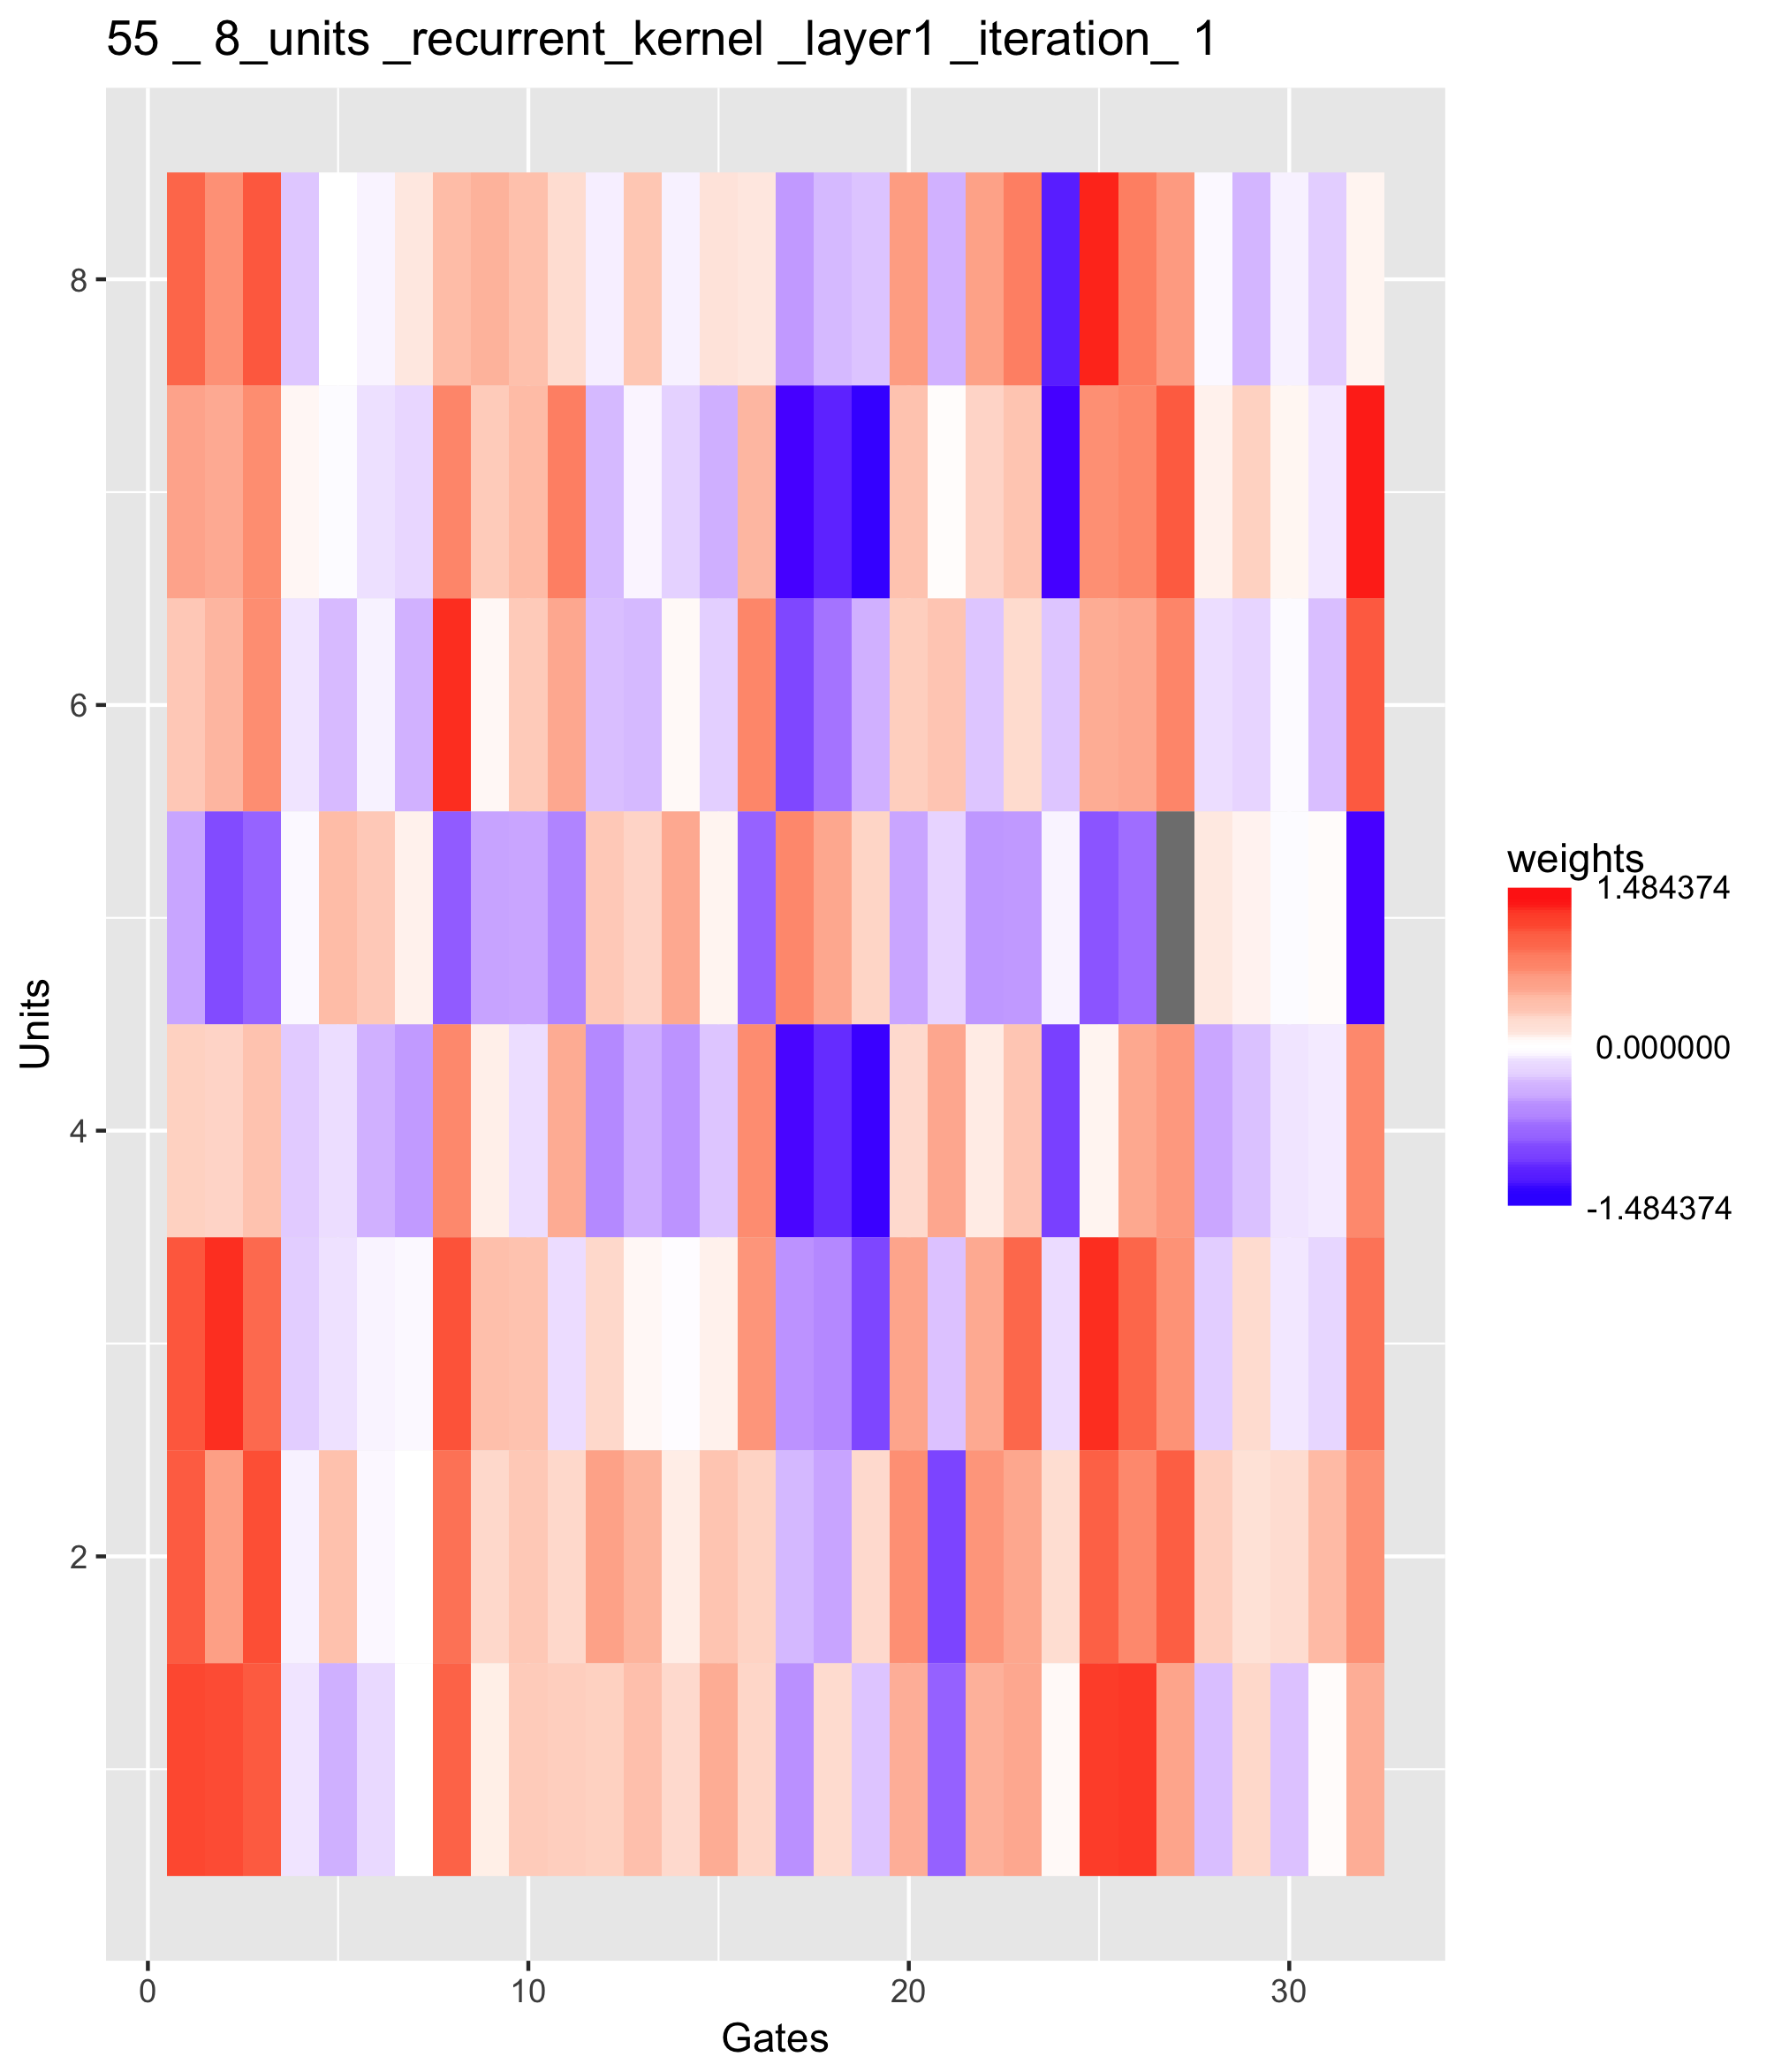 55 _ 8_units _recurrent_kernel _layer1 _iteration_ 1
Units
8
6
4
2
0
10
20
30
Gates
weights
1.484374
0.000000
-1.484374